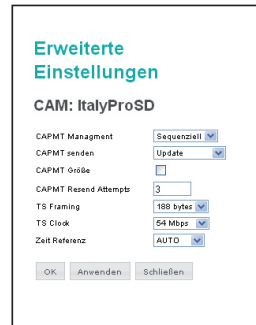 Erweiterte
Einstellungen
CAM: ItalyProSD
CAPMT Managment Sequenziell
CAPMT senden Update
CAPMT Größe
CAPMT Resend Attempts 3
TS Framing 188 bytes
TS Clock 54 Mbps
Zeit Referenz AUTO
OK Anwenden Schließen